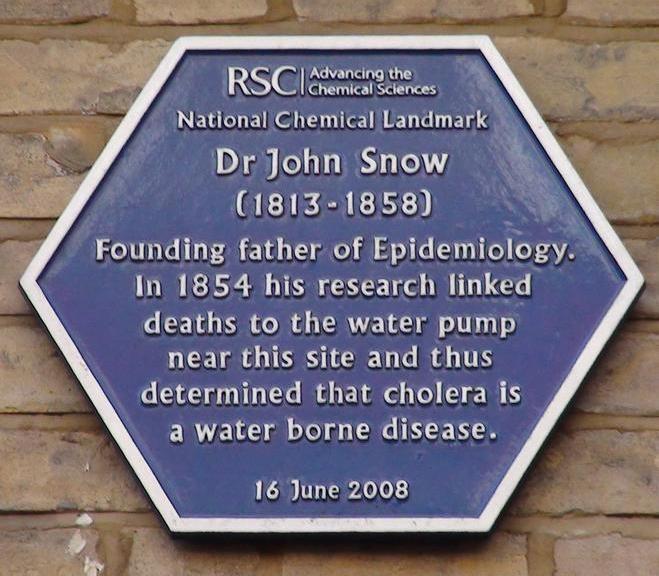 RSC | Advancing the
Chemical Sciences
National Chemical Landmark
Dr John Snow
(1813-1858)
Founding father of Epidemiology.
In 1854 his research linked
deaths to the water pump
near this site and thus
determined that cholera is
a water borne disease.
16 June 2008